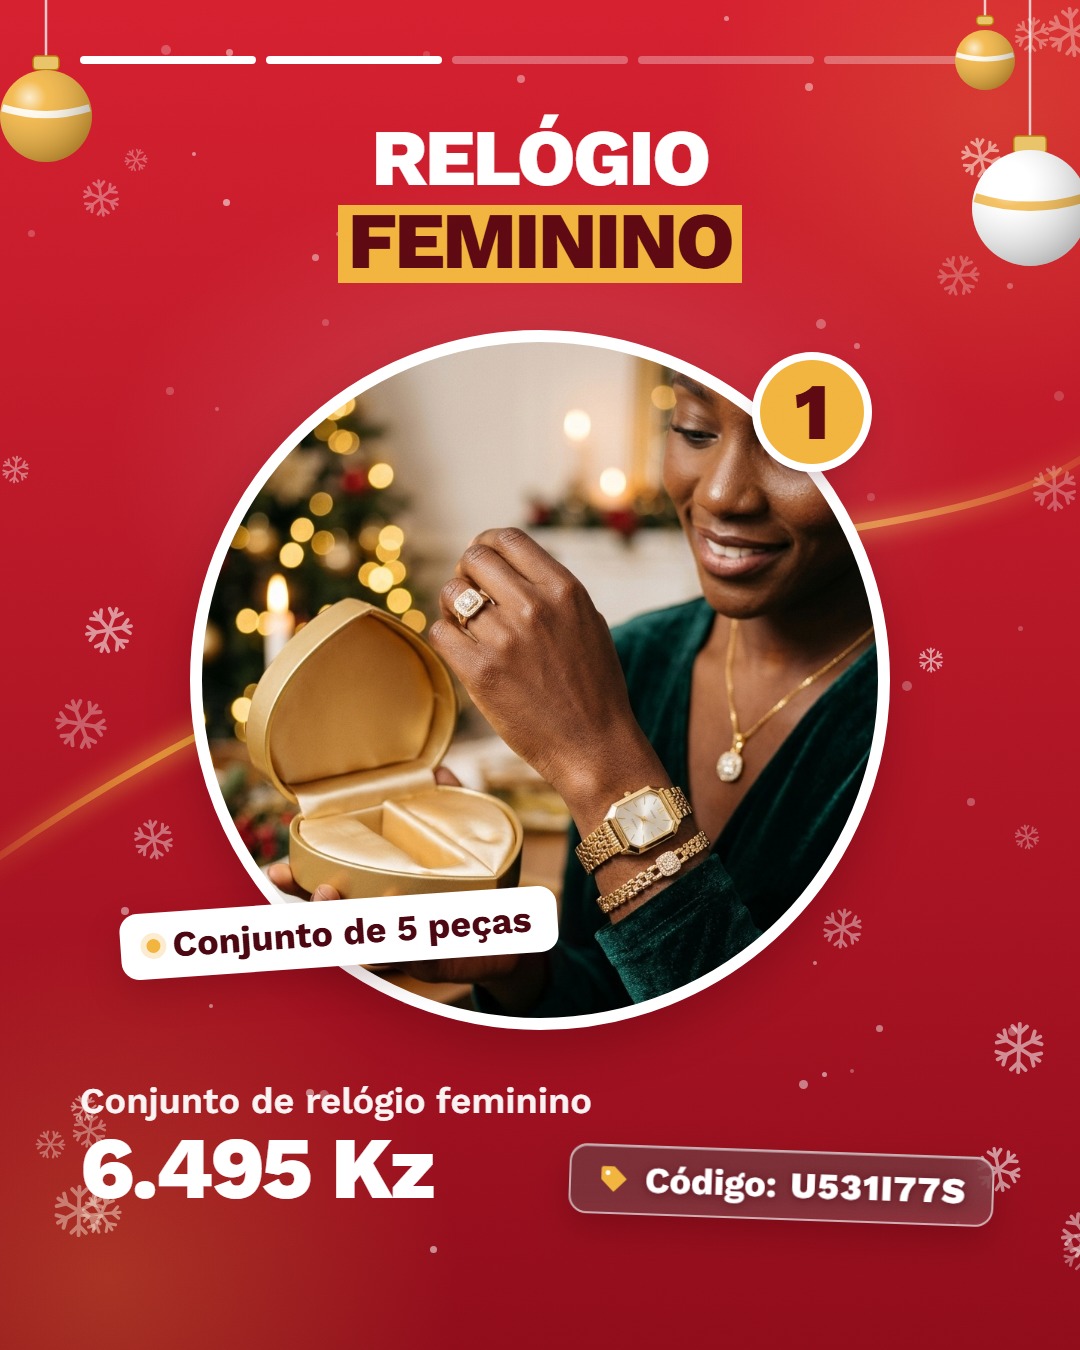 RELÓGIO
FEMININO
1
Conjunto de 5 peças
Conjunto de relógio feminino
6.495 Kz
Código: U531I77S